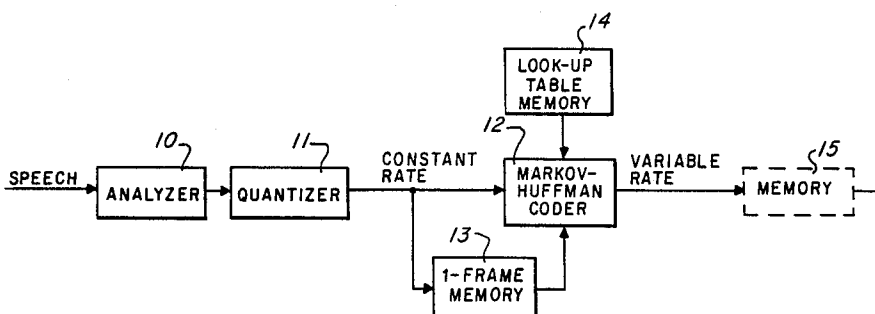 14
LOOK-UP
TABLE
MEMORY
10
11
12
15
SPEECH
ANALYZER
QUANTIZER
CONSTANT
RATE
MARKOV-
HUFFMAN
CODER
VARIABLE
RATE
MEMORY
13
1-FRAME
MEMORY